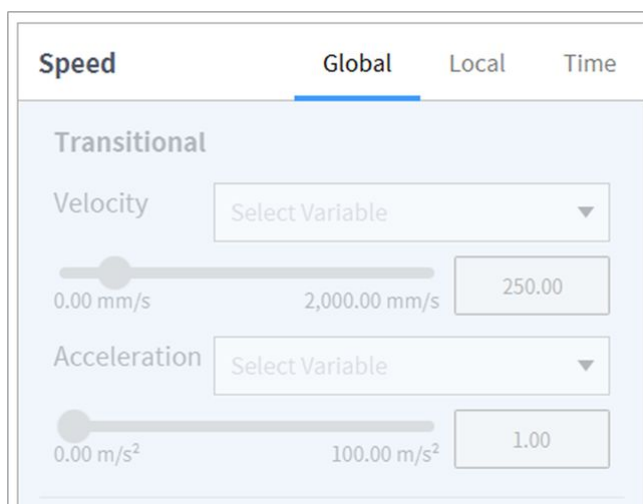 Speed Global Local Time
Transitional
Velocity Select Variable
250.00
0.00 mm/s 2,000.00 mm/s
Acceleration Select Variable
1.00
0.00 m/s² 100.00 m/s²